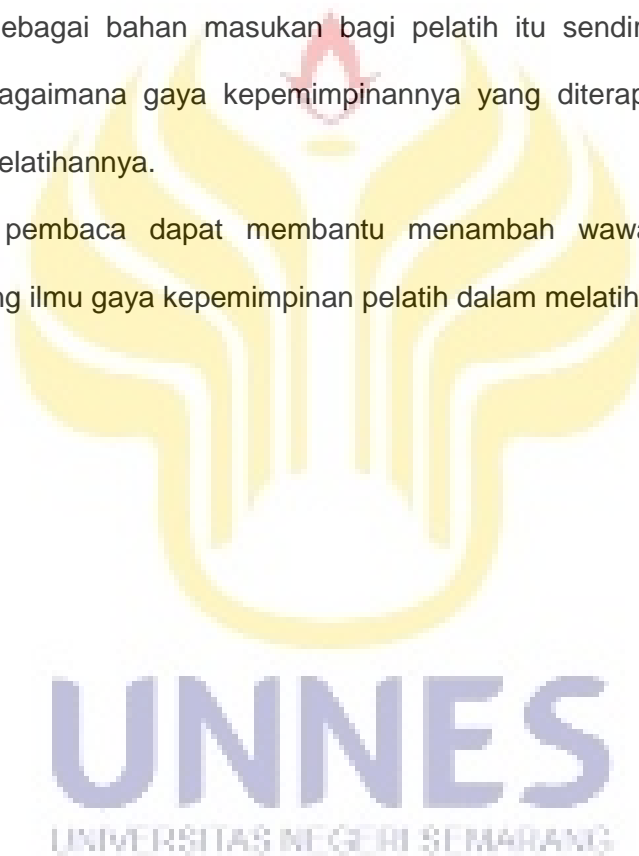 ebagai bahan masukan bagi pelatih itu sendir
agaimana gaya kepemimpinannya yang diterap
elatihannya.
pembaca dapat membantu menambah wawa
ng ilmu gaya kepemimpinan pelatih dalam melatih
UNNES
UNIVERSITAS NEGERI SEMARANG